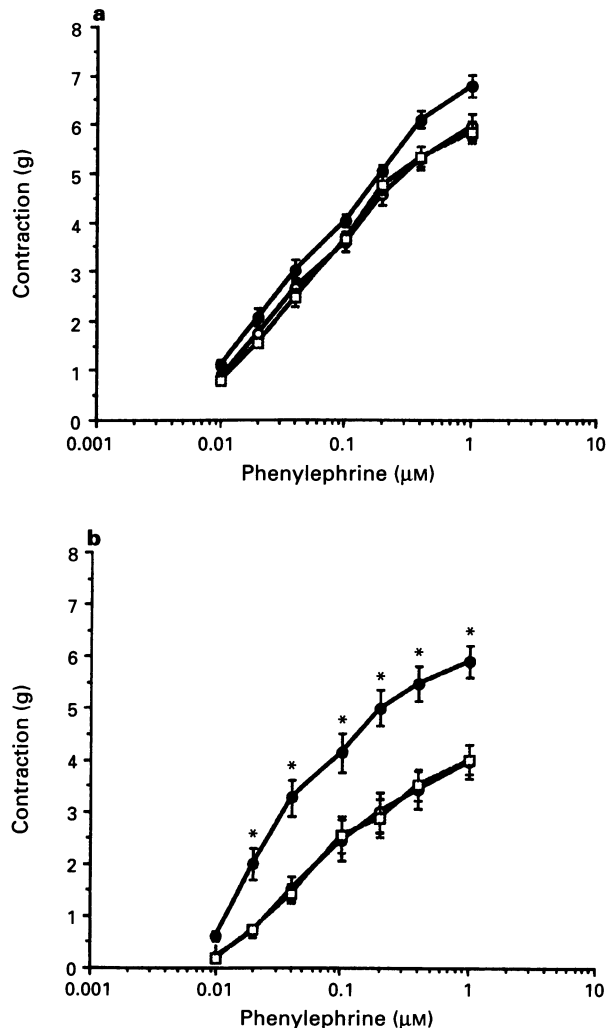 a
8
7
6
5
4
3
2
1
0
Contraction (g)
0.001 0.01 0.1 1 10
Phenylephrine (μM)
b
8
7
6
5
4
3
2
1
0
Contraction (g)
* * * * * *
0.001 0.01 0.1 1 10
Phenylephrine (μM)